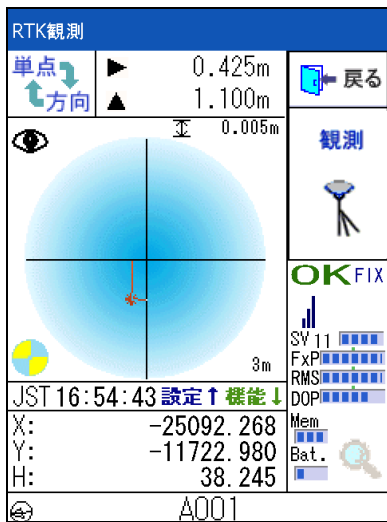 RTK観測
単点 ▶ 0.425m
方向 ▲ 1.100m
戻る
0.005m
観測
3m
OK FIX
SV 11
FxP
RMS
DOP
JST 16:54:43 設定↑ 機能↓
X: -25092.268
Y: -11722.980
H: 38.245
Mem
Bat.
A001